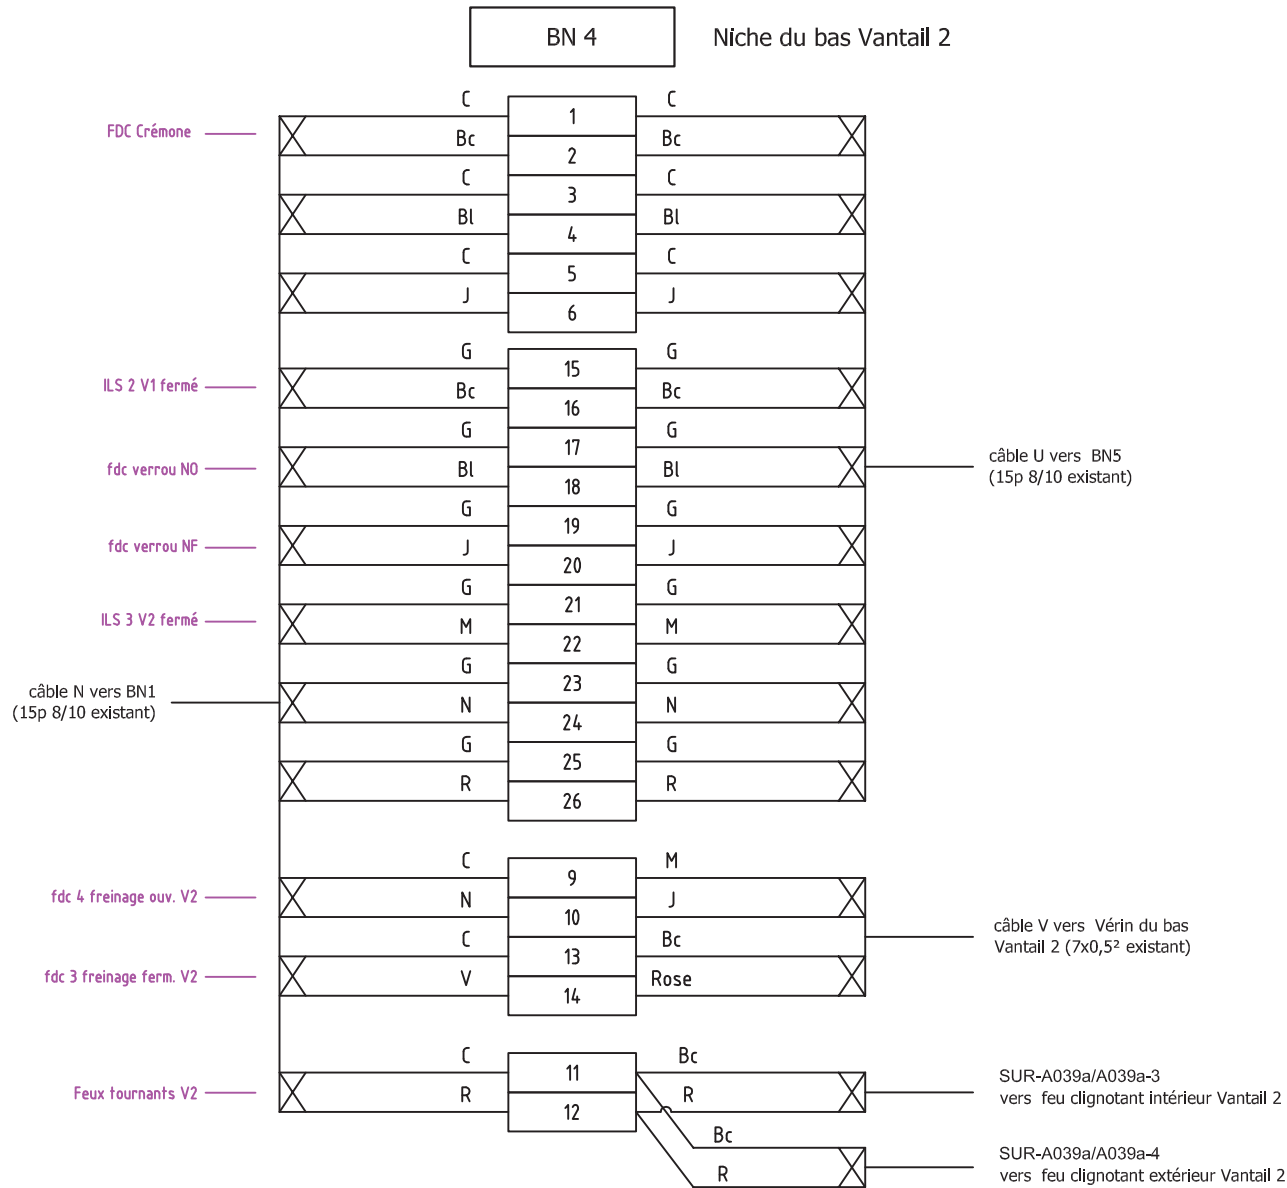 BN 4
Niche du bas Vantail 2
C 1 C
FDC Crémone
Bc 2 Bc
C 3 C
Bl 4 Bl
C 5 C
J 6 J
G 15 G
ILS 2 V1 fermé
Bc 16 Bc
G 17 G
fdc verrou NO
Bl 18 Bl
câble U vers BN5
(15p 8/10 existant)
G 19 G
fdc verrou NF
J 20 J
G 21 G
ILS 3 V2 fermé
M 22 M
G 23 G
câble N vers BN1
(15p 8/10 existant)
N 24 N
G 25 G
R 26 R
C 9 M
fdc 4 freinage ouv. V2
N 10 J
câble V vers Vérin du bas
Vantail 2 (7x0,5² existant)
C 13 Bc
fdc 3 freinage ferm. V2
V 14 Rose
C 11 Bc
Feux tournants V2
R 12 R
SUR-A039a/A039a-3
vers feu clignotant intérieur Vantail 2
Bc
R
SUR-A039a/A039a-4
vers feu clignotant extérieur Vantail 2